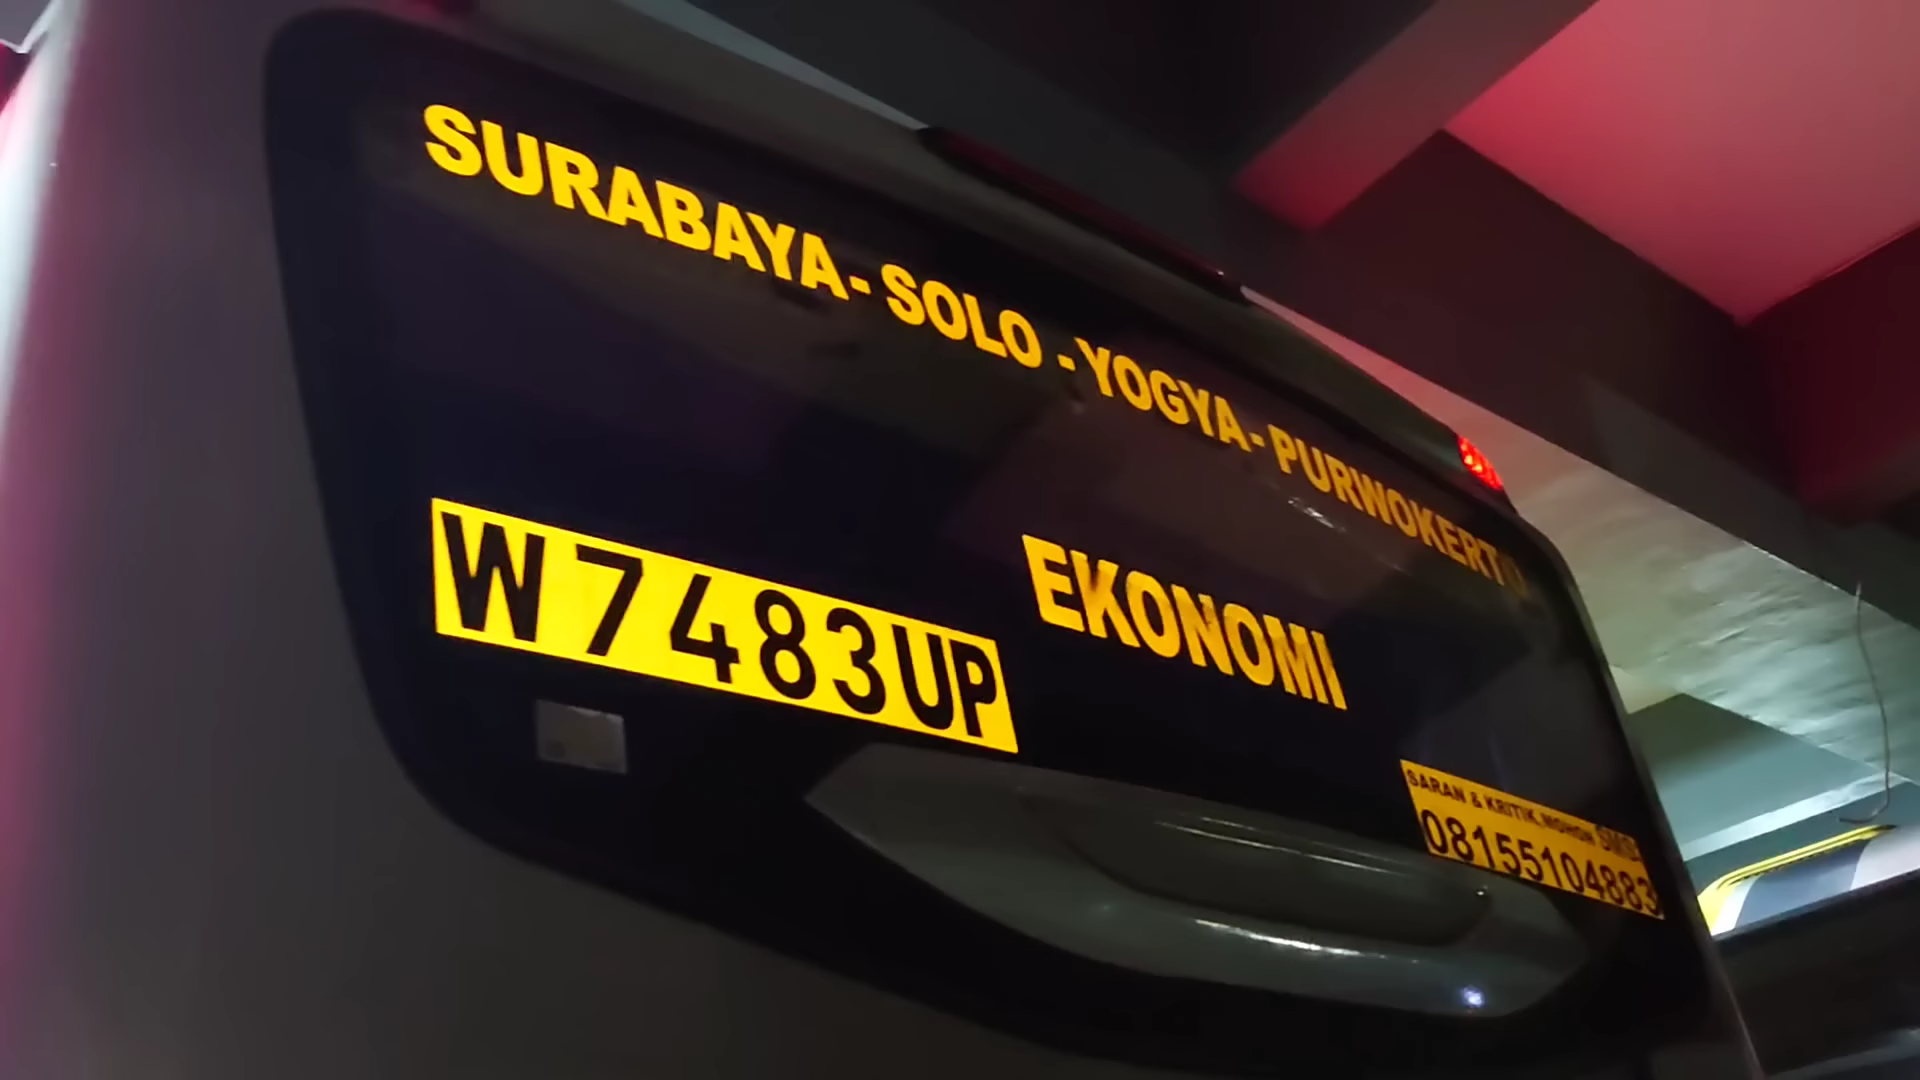 SURABAYA - SOLO - YOGYA - PURWOKERTO
W 7483 UP
EKONOMI
SARAN & KRITIK, MOHON SMS
08155104883